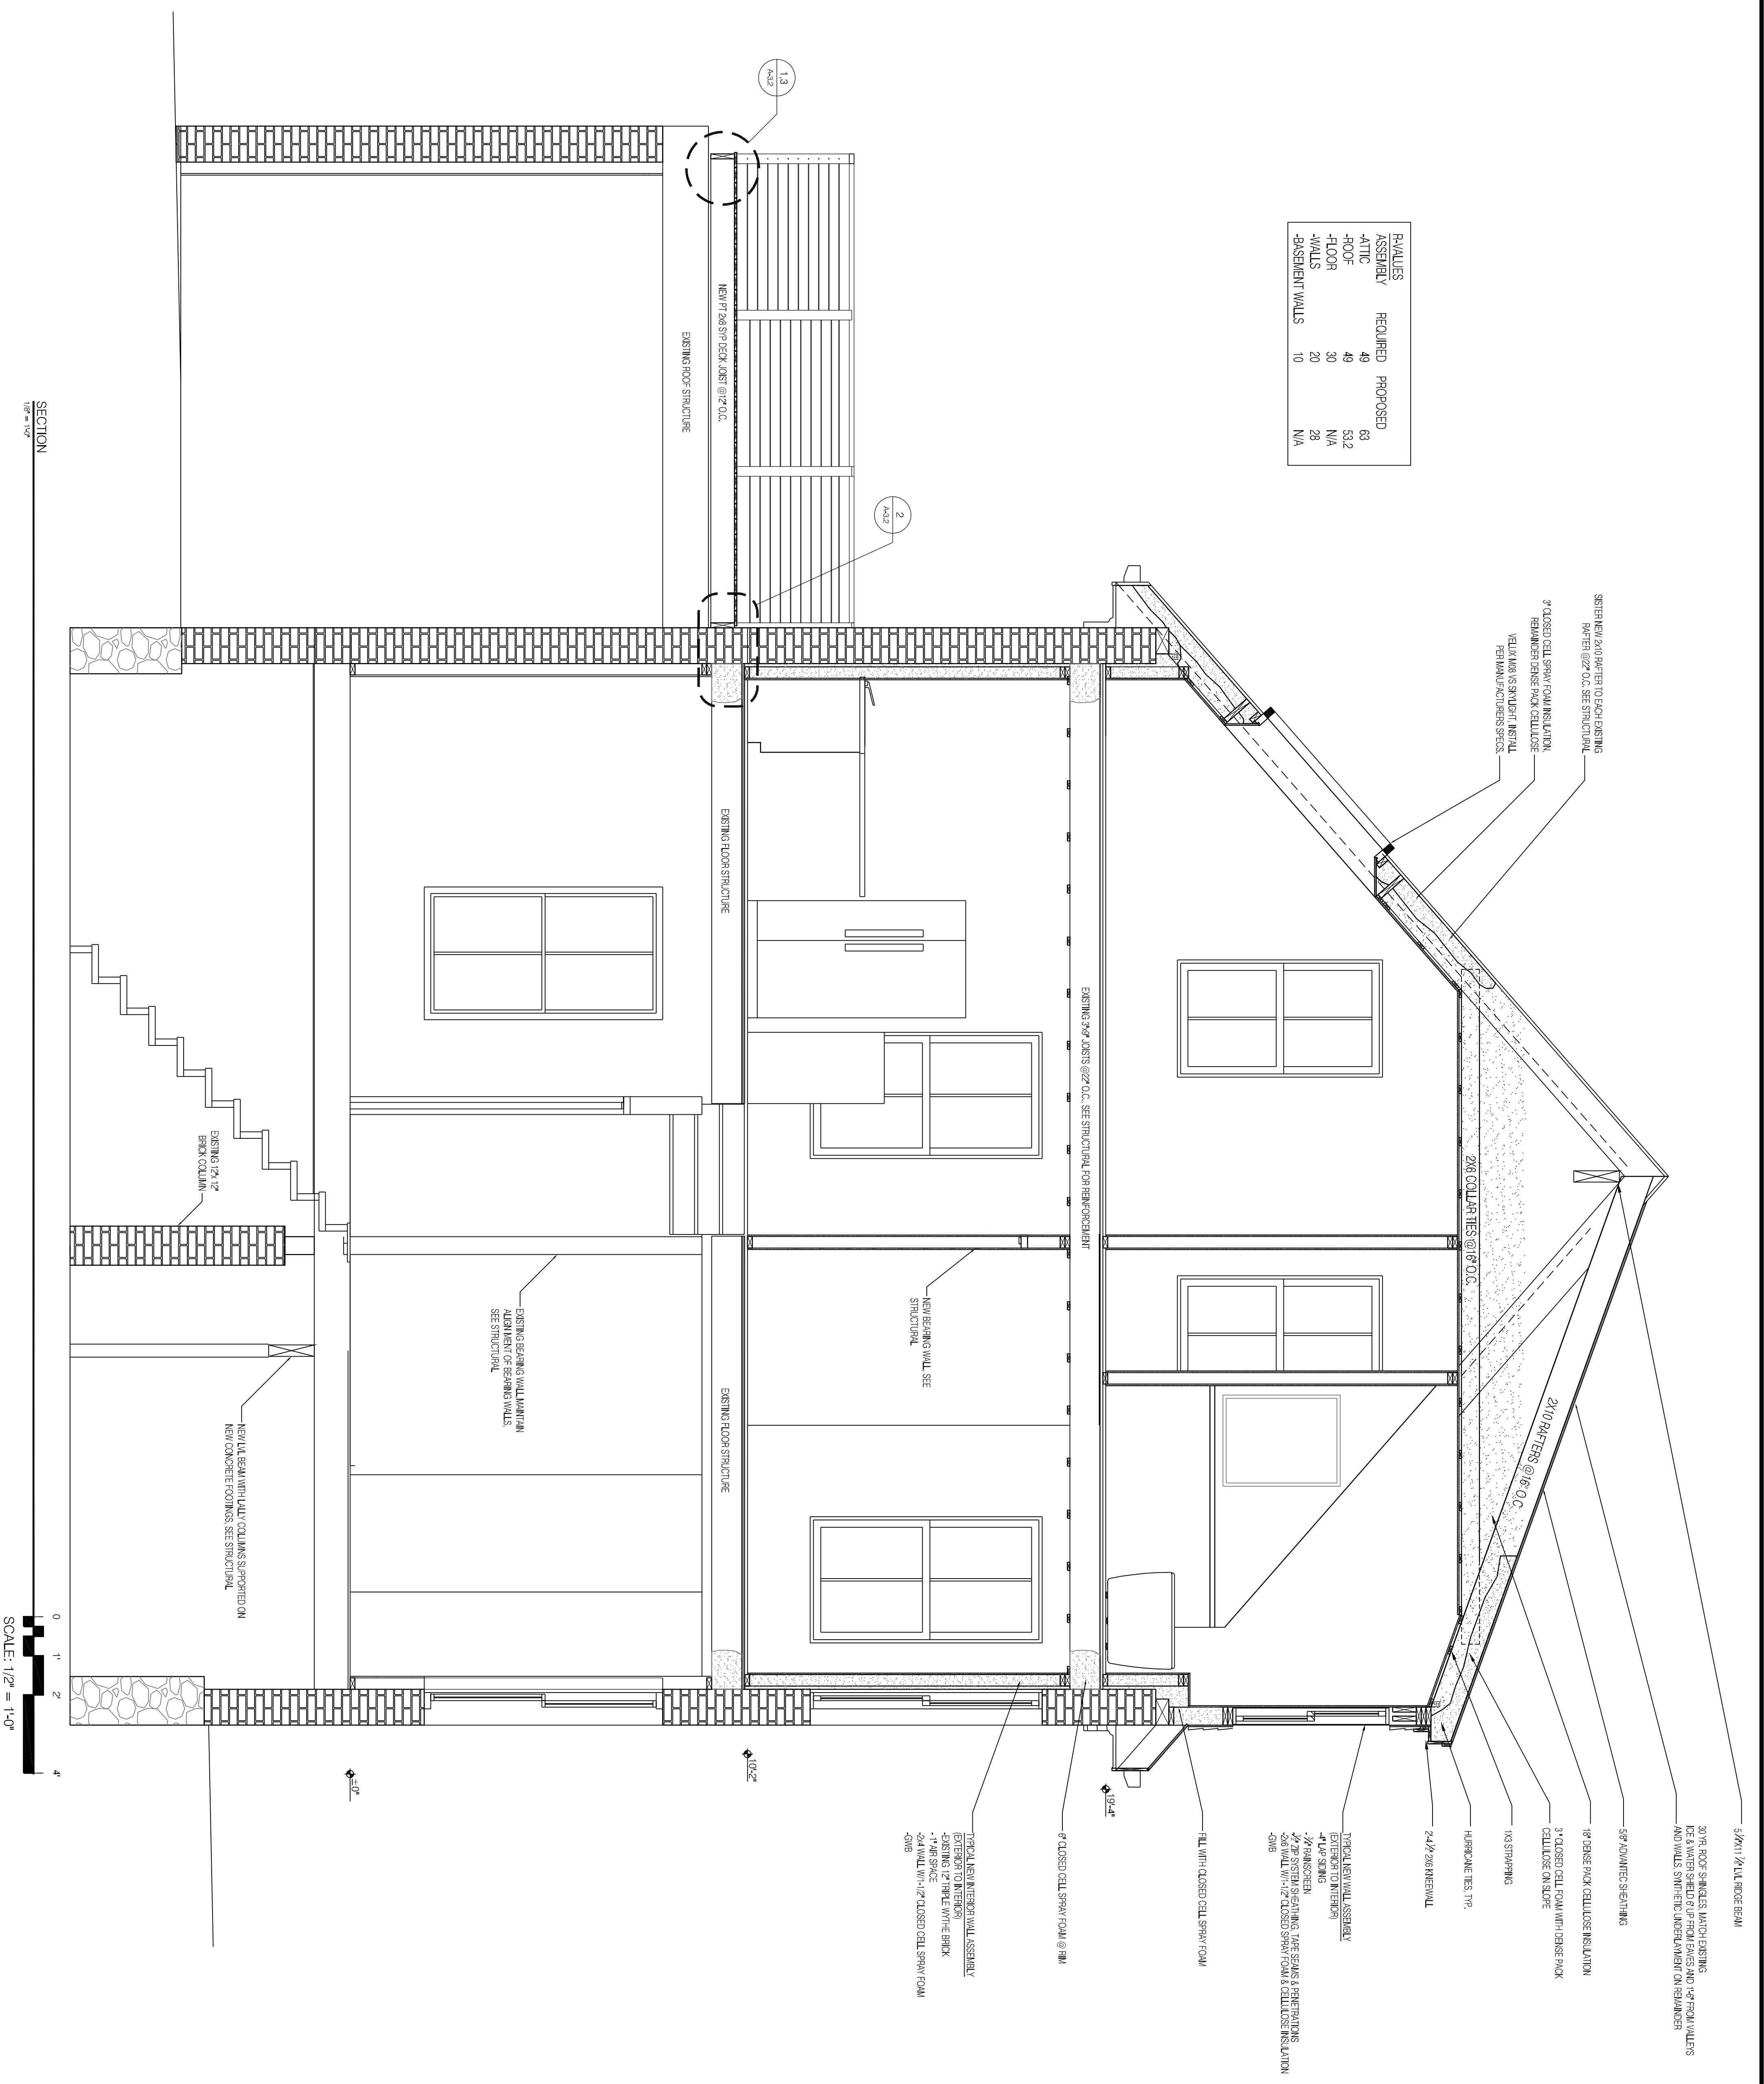 5 1/4"X11 7/8" LVL RIDGE BEAM
30 YR. ROOF SHINGLES, MATCH EXISTING
ICE & WATER SHIELD 6' UP FROM EAVES AND 1'-6" FROM VALLEYS
AND WALLS. SYNTHETIC UNDERLAYMENT ON REMAINDER
5/8" ADVANTEC SHEATHING
18" DENSE PACK CELLULOSE INSULATION
3" CLOSED CELL FOAM WITH DENSE PACK
CELLULOSE ON SLOPE
1X3 STRAPPING
HURRICANE TIES, TYP.
2'-4 1/2" 2X6 KNEEWALL
SISTER NEW 2x10 RAFTER TO EACH EXISTING
RAFTER @22" O.C. SEE STRUCTURAL
3" CLOSED CELL SPRAY FOAM INSULATION,
REMAINDER DENSE PACK CELLULOSE
VELUX M08 VS SKYLIGHT. INSTALL
PER MANUFACTURERS SPECS.
2X6 COLLAR TIES @16" O.C.
2X10 RAFTERS @16" O.C
R-VALUES
ASSEMBLY REQUIRED PROPOSED
-ATTIC 49 63
-ROOF 49 53.2
-FLOOR 30 N/A
-WALLS 20 28
-BASEMENT WALLS 10 N/A
TYPICAL NEW WALL ASSEMBLY
(EXTERIOR TO INTERIOR)
-4" LAP SIDING
- 3/4" RAINSCREEN
- 1/2" ZIP SYSTEM SHEATHING, TAPE SEAMS & PENETRATIONS
-2x6 WALL W/1-1/2" CLOSED SPRAY FOAM & CELLULOSE INSULATION
-GWB
FILL WITH CLOSED CELL SPRAY FOAM
19'-4"
EXISTING 3"x9" JOISTS @22" O.C., SEE STRUCTURAL FOR REINFORCEMENT
6" CLOSED CELL SPRAY FOAM @ RIM
TYPICAL NEW INTERIOR WALL ASSEMBLY
(EXTERIOR TO INTERIOR)
-EXISTING 12" TRIPLE WYTHE BRICK
- 1" AIR SPACE
-2x4 WALL W/1-1/2" CLOSED CELL SPRAY FOAM
-GWB
NEW BEARING WALL, SEE
STRUCTURAL
2
A-3.2
1,3
A-3.2
10'-2"
NEW PT 2x8 SYP DECK JOIST @12" O.C.
EXISTING FLOOR STRUCTURE
EXISTING FLOOR STRUCTURE
EXISTING ROOF STRUCTURE
EXISTING BEARING WALL,MAINTAIN
ALIGN MENT OF BEARING WALLS.
SEE STRUCTURAL
±0"
NEW LVL BEAM WITH LALLY COLUMNS SUPPORTED ON
NEW CONCRETE FOOTINGS, SEE STRUCTURAL
EXISTING 12"x 12"
BRICK COLUMN
SECTION
1/8" = 1'-0"
0 1' 2' 4'
SCALE: 1/2" = 1'-0"